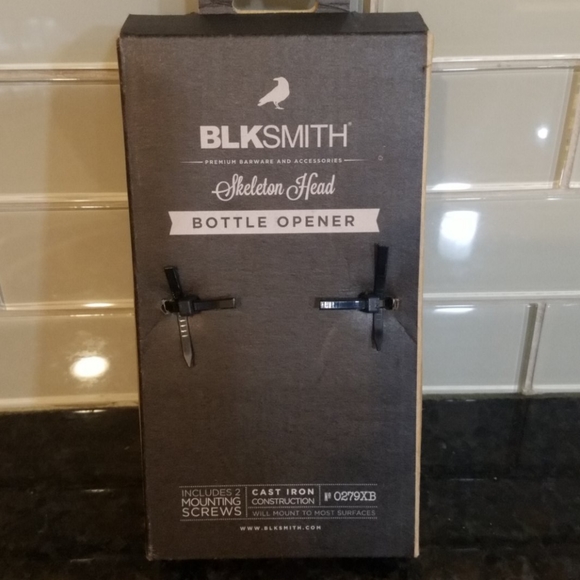 BLKSMITH®
PREMIUM BARWARE AND ACCESSORIES
Skeleton Head
BOTTLE OPENER
INCLUDES 2
MOUNTING
SCREWS
CAST IRON
CONSTRUCTION
Nº 0279XB
WILL MOUNT TO MOST SURFACES
WWW.BLKSMITH.COM